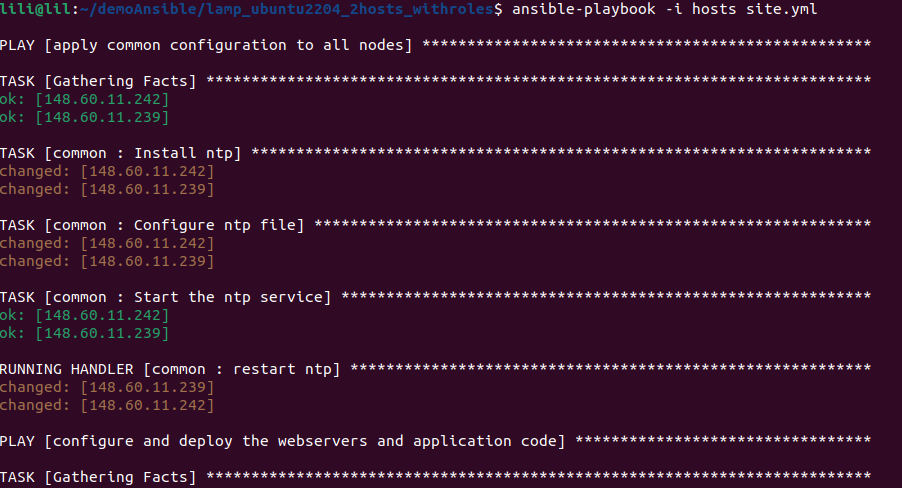 lili@lil:~/demoAnsible/lamp_ubuntu2204_2hosts_withroles$ ansible-playbook -i hosts site.yml
PLAY [apply common configuration to all nodes] **************************************************
TASK [Gathering Facts] **************************************************************************
ok: [148.60.11.242]
ok: [148.60.11.239]
TASK [common : Install ntp] *********************************************************************
changed: [148.60.11.242]
changed: [148.60.11.239]
TASK [common : Configure ntp file] **************************************************************
changed: [148.60.11.242]
changed: [148.60.11.239]
TASK [common : Start the ntp service] ***********************************************************
ok: [148.60.11.242]
ok: [148.60.11.239]
RUNNING HANDLER [common : restart ntp] **********************************************************
changed: [148.60.11.239]
changed: [148.60.11.242]
PLAY [configure and deploy the webservers and application code] *********************************
TASK [Gathering Facts] **************************************************************************